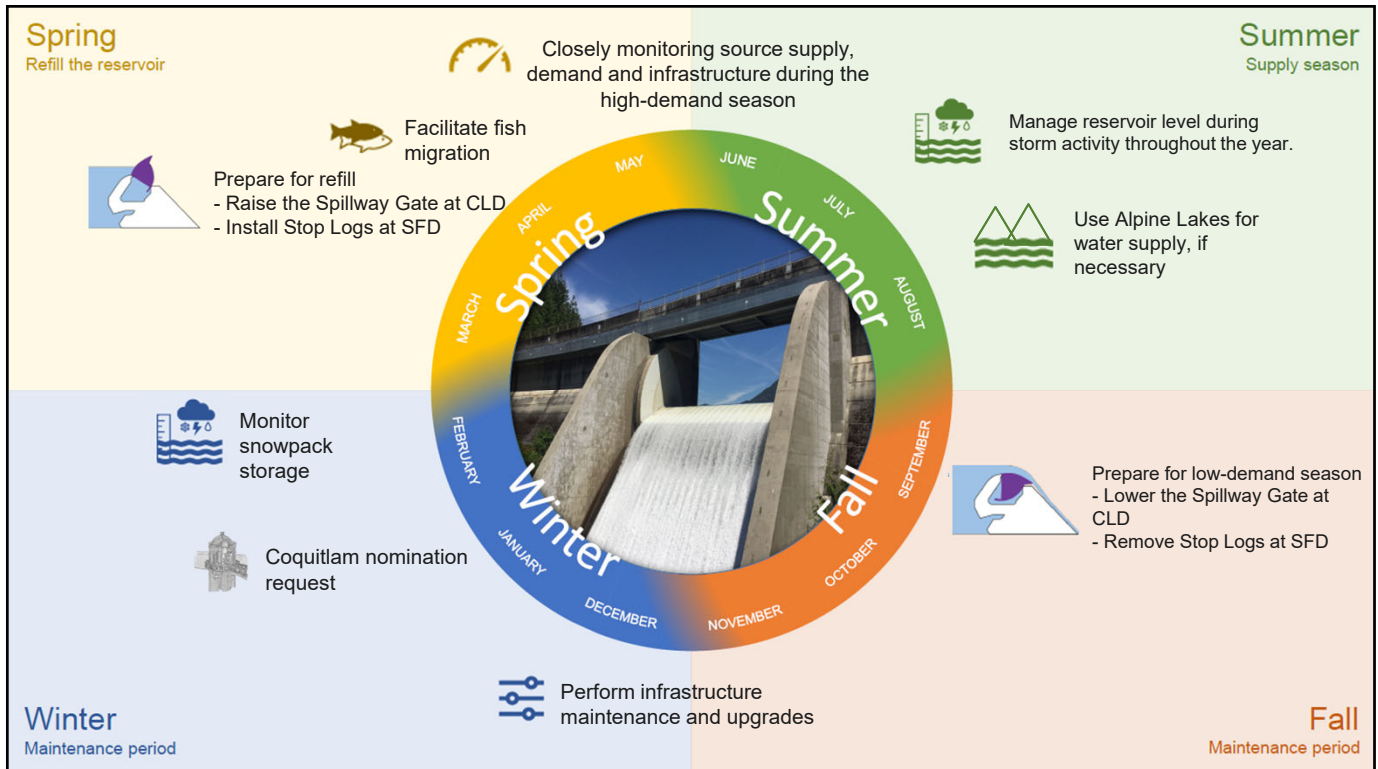 Spring
Refill the reservoir
Closely monitoring source supply,
demand and infrastructure during the
high-demand season
Summer
Supply season
Facilitate fish
migration
Prepare for refill
- Raise the Spillway Gate at CLD
- Install Stop Logs at SFD
Manage reservoir level during
storm activity throughout the year.
Use Alpine Lakes for
water supply, if
necessary
MARCH
APRIL
MAY
JUNE
JULY
AUGUST
SEPTEMBER
OCTOBER
NOVEMBER
DECEMBER
JANUARY
FEBRUARY
Spring
Summer
Fall
Winter
Monitor
snowpack
storage
Coquitlam nomination
request
Prepare for low-demand season
- Lower the Spillway Gate at
CLD
- Remove Stop Logs at SFD
Perform infrastructure
maintenance and upgrades
Winter
Maintenance period
Fall
Maintenance period